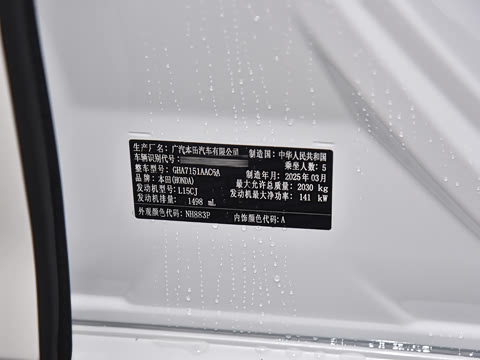 生产厂名: 广汽本田汽车有限公司 制造国: 中华人民共和国
车辆识别代号: 乘坐人数: 5
整车型号: GHA7151AAC6A 制造年月: 2025年03月
品牌: 本田(HONDA) 最大允许总质量: 2030 kg
发动机型号: L15CJ 发动机最大净功率: 141 kW
发动机排量: 1498 mL
外观颜色代码: NH883P 内饰颜色代码: A